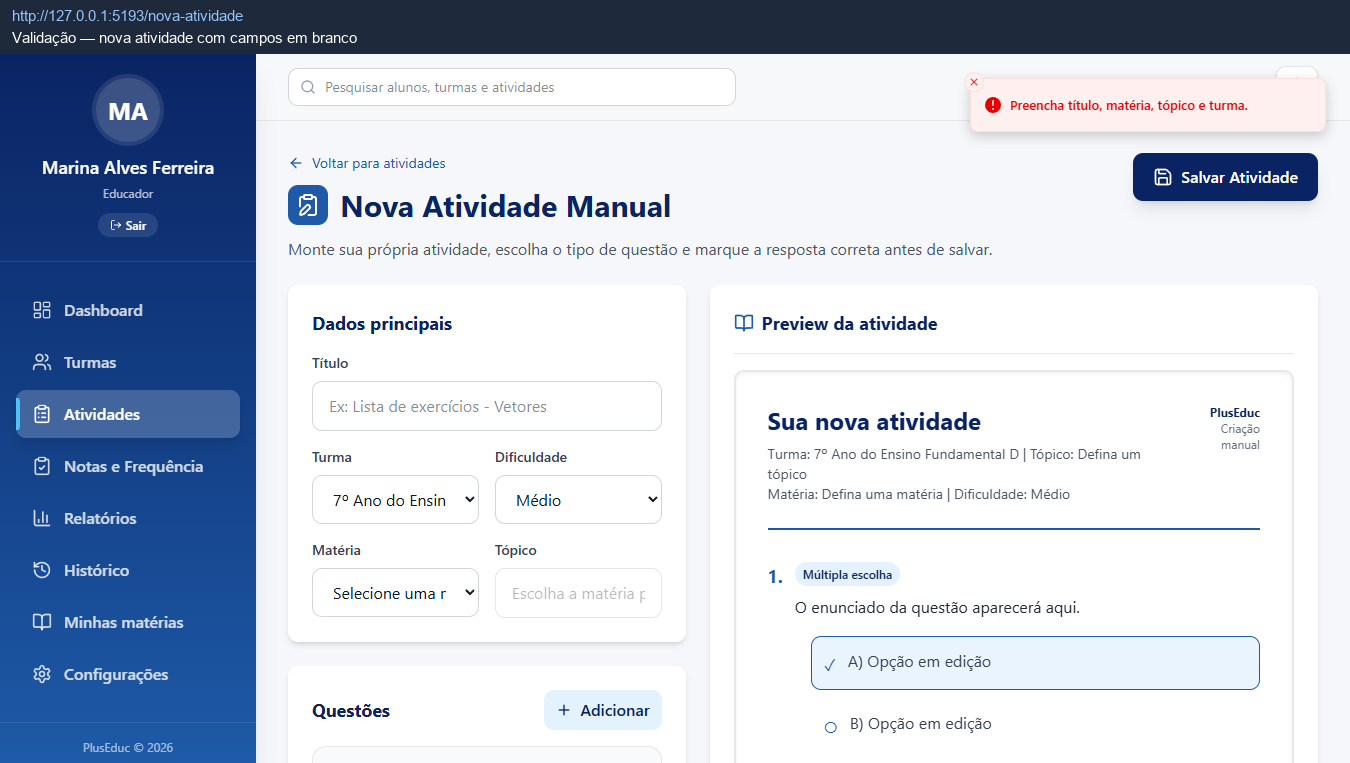 http://127.0.0.1:5193/nova-atividade
Validação — nova atividade com campos em branco
MA
Marina Alves Ferreira
Educador
Sair
Dashboard
Turmas
Atividades
Notas e Frequência
Relatórios
Histórico
Minhas matérias
Configurações
PlusEduc © 2026
Pesquisar alunos, turmas e atividades
Preencha título, matéria, tópico e turma.
Voltar para atividades
Nova Atividade Manual
Monte sua própria atividade, escolha o tipo de questão e marque a resposta correta antes de salvar.
Salvar Atividade
Dados principais
Título
Ex: Lista de exercícios - Vetores
Turma Dificuldade
7º Ano do Ensin Médio
Matéria Tópico
Selecione uma r Escolha a matéria p
Questões
+ Adicionar
Preview da atividade
Sua nova atividade
PlusEduc
Criação
manual
Turma: 7º Ano do Ensino Fundamental D | Tópico: Defina um
tópico
Matéria: Defina uma matéria | Dificuldade: Médio
1. Múltipla escolha
O enunciado da questão aparecerá aqui.
✓ A) Opção em edição
○ B) Opção em edição